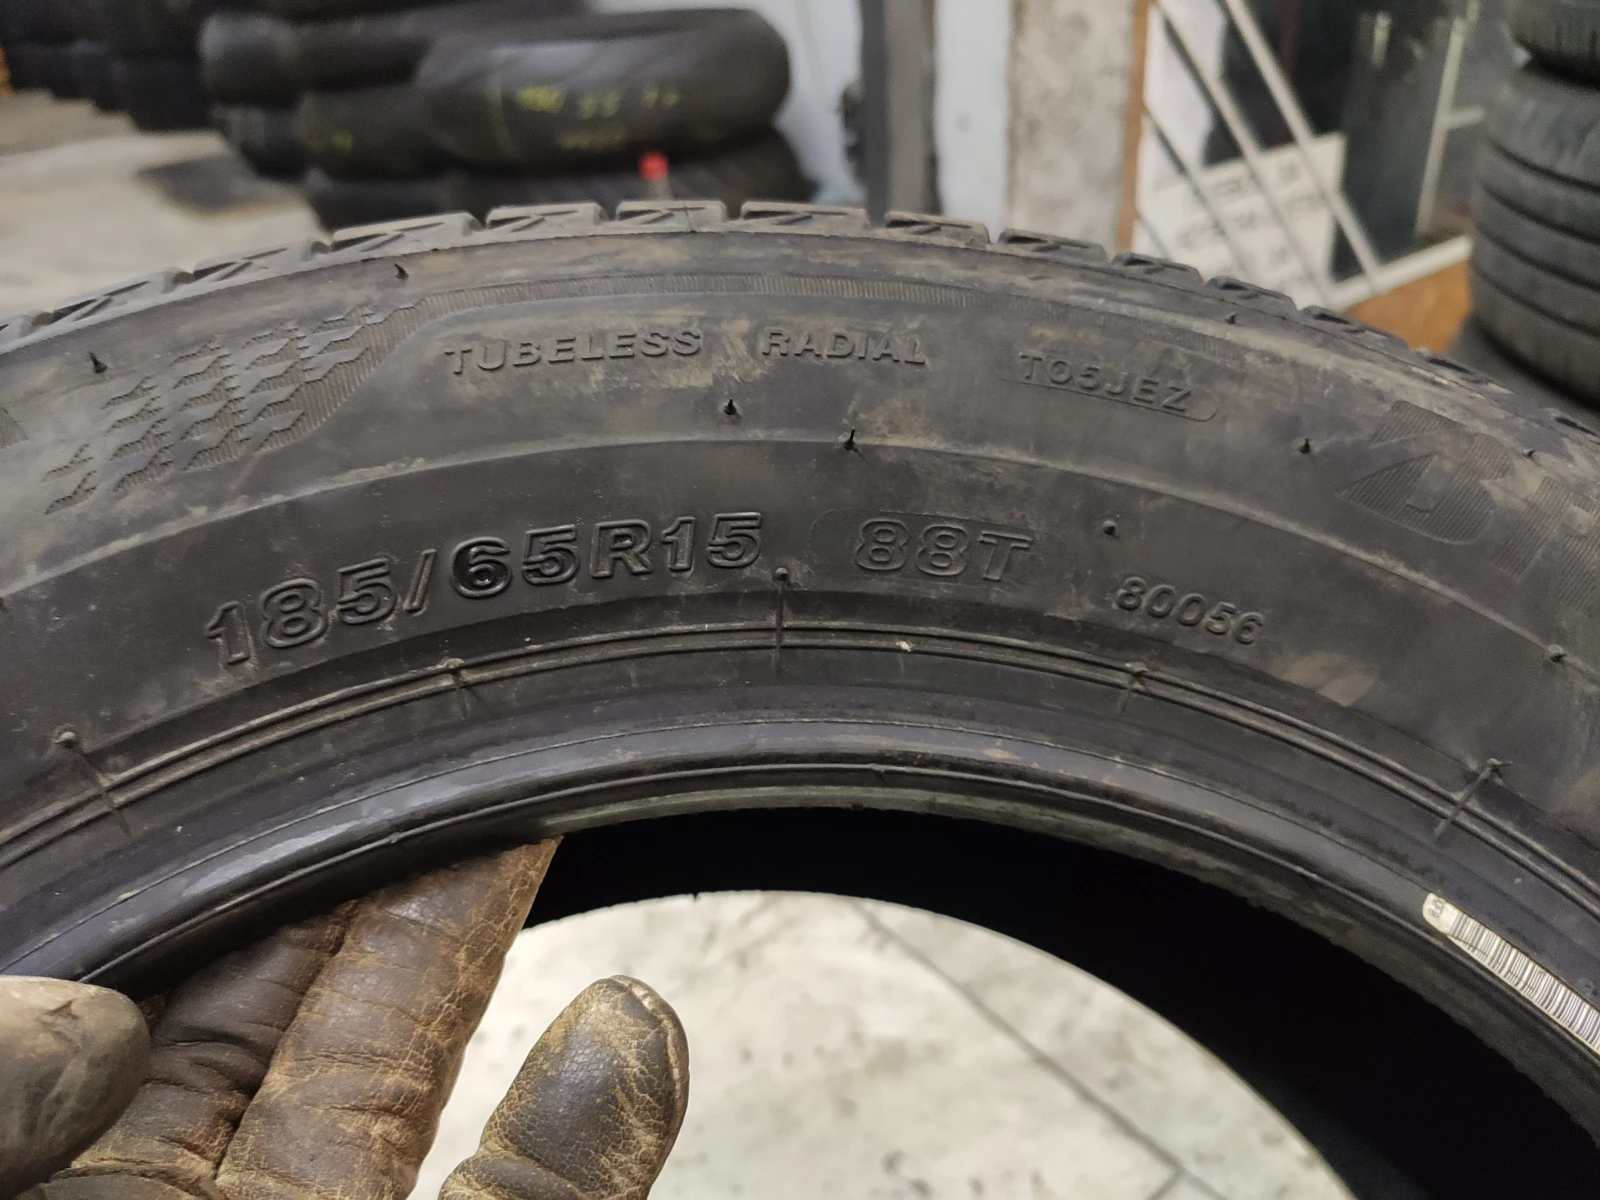 TUBELESS RADIAL T05JEZ
185/65R15 88T 80056